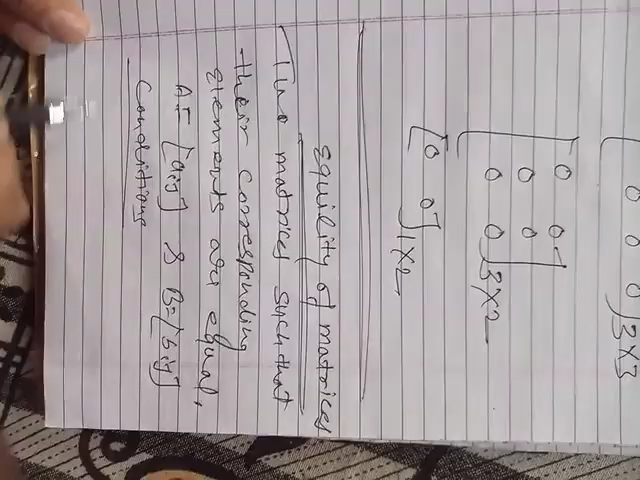 0 0 0 3×3
0 0
0 0
0 0 3×2
[0 0] 1×2
Equility of matrices
Two matrices such that
their corresponding
elements are equal.
A = [aij] & B = [bij]
Conditions